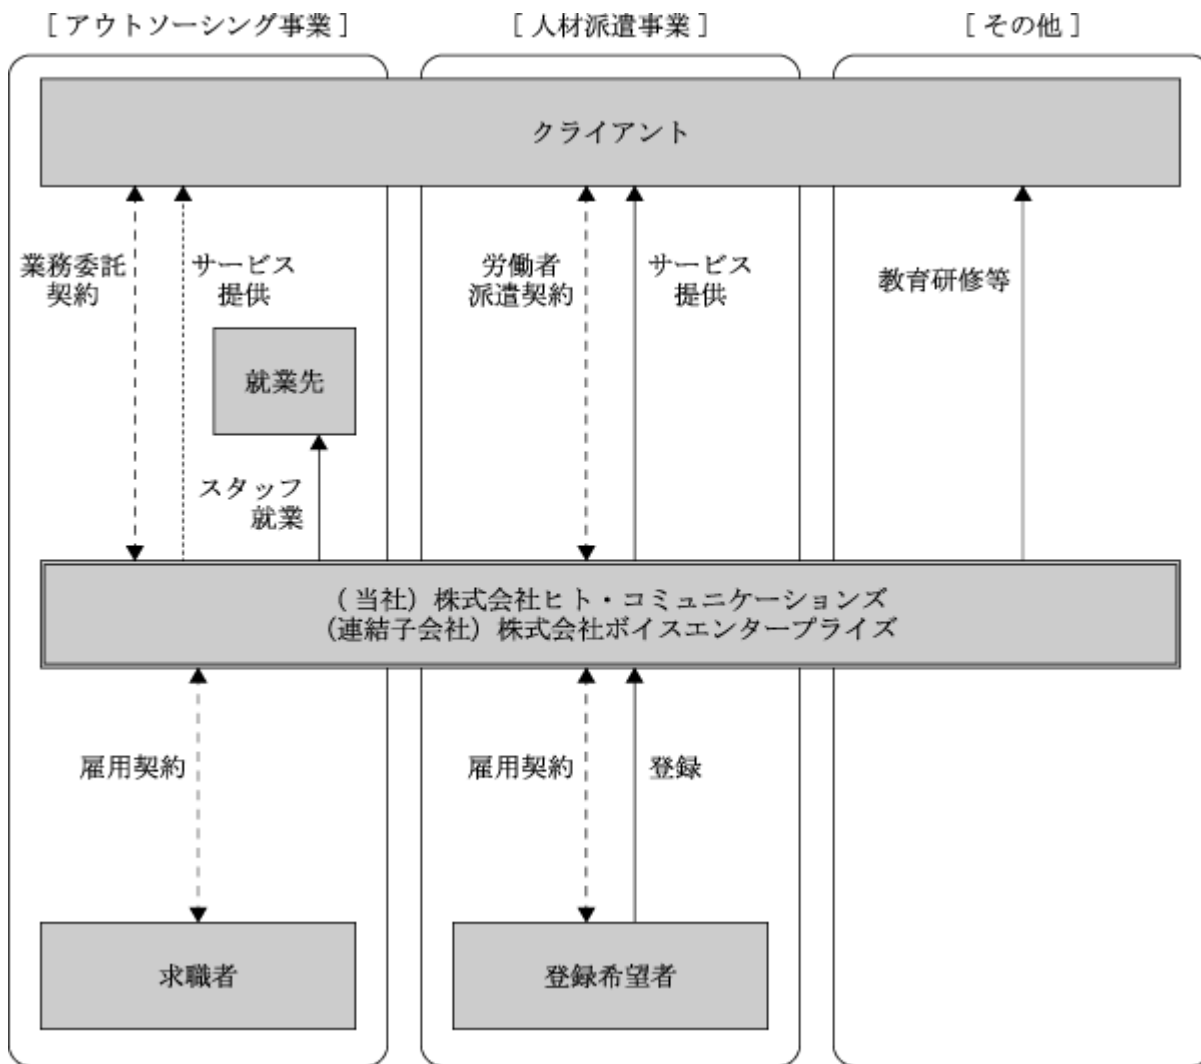 [ アウトソーシング事業 ]
[ 人材派遣事業 ]
[ その他 ]
クライアント
業務委託
契約
サービス
提供
労働者
派遣契約
サービス
提供
教育研修等
就業先
スタッフ
就業
( 当社) 株式会社ヒト・コミュニケーションズ
(連結子会社) 株式会社ボイスエンタープライズ
雇用契約
雇用契約
登録
求職者
登録希望者